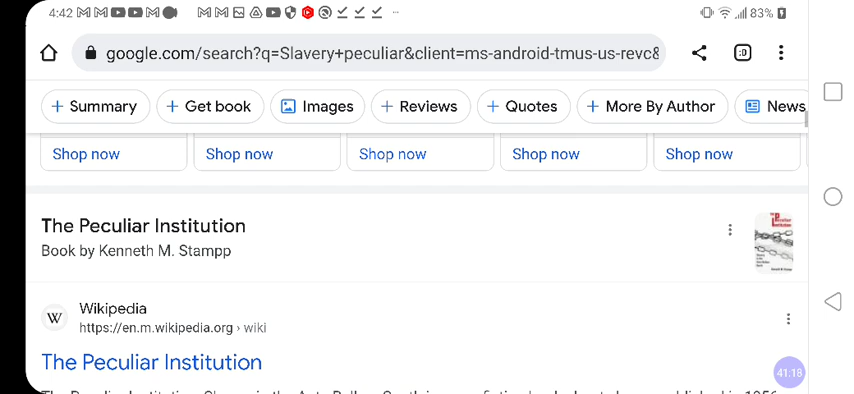 4:42 83%
google.com/search?q=Slavery+peculiar&client=ms-android-tmus-us-revc&
:D
+ Summary + Get book Images + Reviews + Quotes + More By Author News
Shop now Shop now Shop now Shop now Shop now
The Peculiar Institution
Book by Kenneth M. Stampp
Peculiar
Institution
W Wikipedia
https://en.m.wikipedia.org › wiki
The Peculiar Institution
41:18